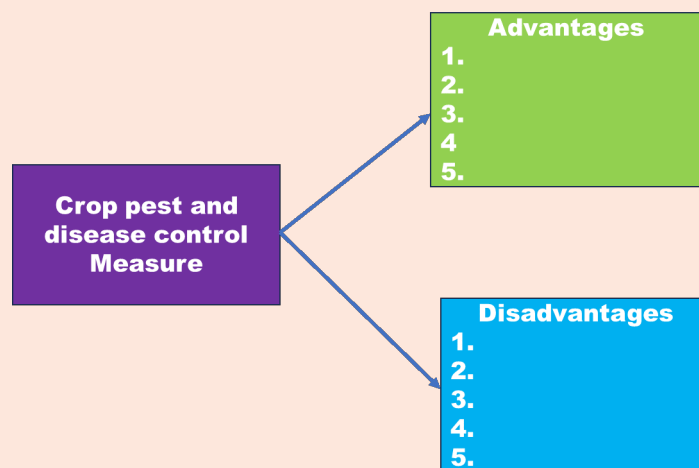 Advantages
1.
2.
3.
4
5.
Crop pest and
disease control
Measure
Disadvantages
1.
2.
3.
4.
5.